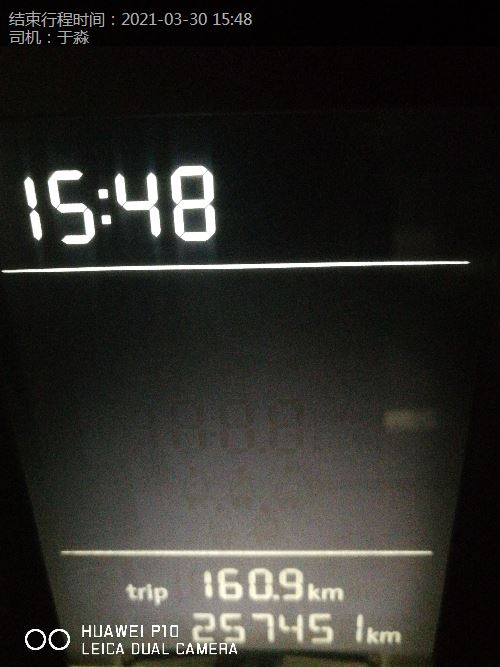 结束行程时间：2021-03-30 15:48
司机：于淼
15:48
trip 160.9km
257451km
HUAWEI P10
LEICA DUAL CAMERA